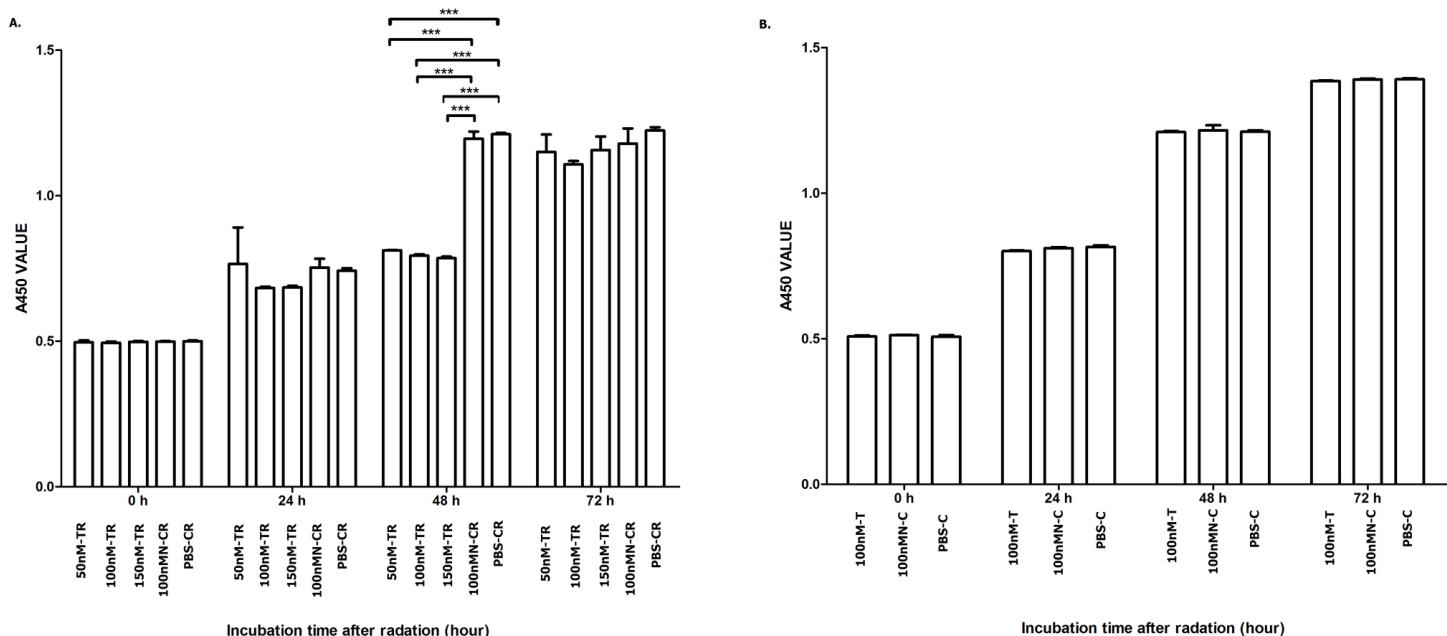 A.
***
***
***
***
***
***
1.5
1.0
0.5
0.0
A450 VALUE
0 h
24 h
48 h
72 h
50nM-TR
100nM-TR
150nM-TR
100nMN-CR
PBS-CR
50nM-TR
100nM-TR
150nM-TR
100nMN-CR
PBS-CR
50nM-TR
100nM-TR
150nM-TR
100nMN-CR
PBS-CR
50nM-TR
100nM-TR
150nM-TR
100nMN-CR
PBS-CR
Incubation time after radation (hour)
B.
1.5
1.0
0.5
0.0
A450 VALUE
0 h
24 h
48 h
72 h
100nM-T
100nMN-C
PBS-C
100nM-T
100nMN-C
PBS-C
100nM-T
100nMN-C
PBS-C
100nM-T
100nMN-C
PBS-C
Incubation time after radation (hour)